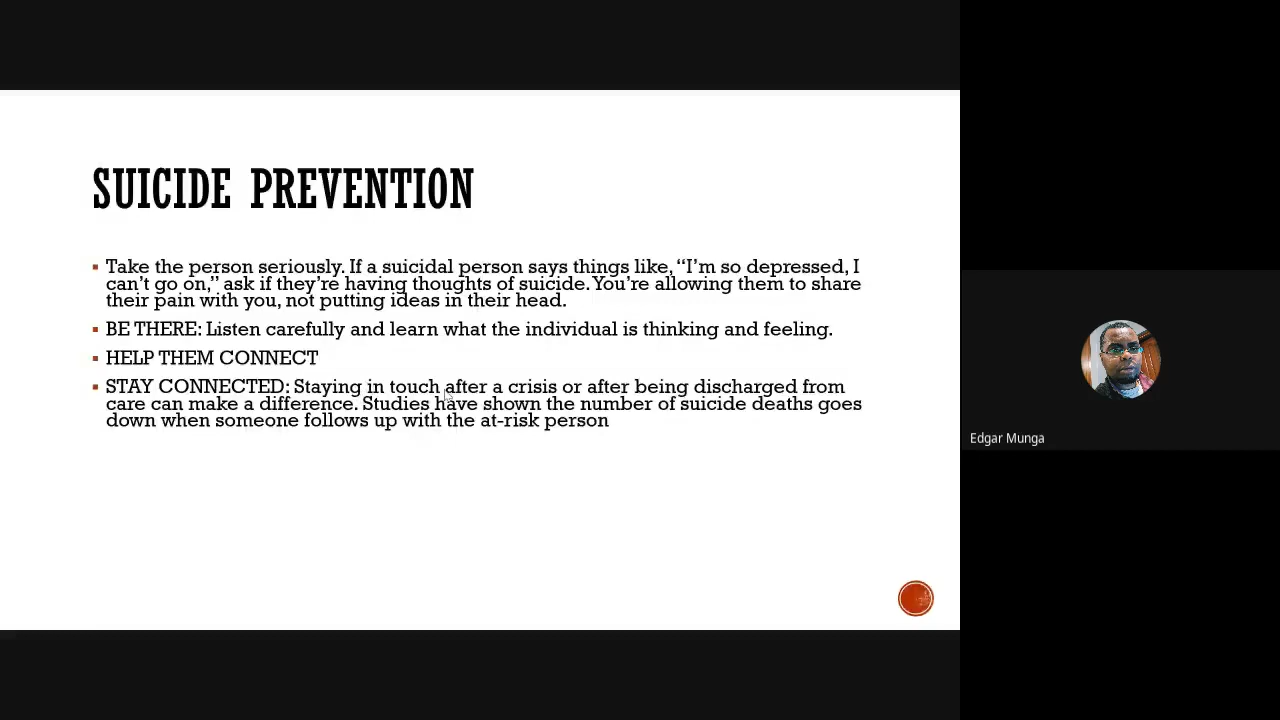 SUICIDE PREVENTION
▪ Take the person seriously. If a suicidal person says things like, “I’m so depressed, I
can’t go on,” ask if they’re having thoughts of suicide. You’re allowing them to share
their pain with you, not putting ideas in their head.
▪ BE THERE: Listen carefully and learn what the individual is thinking and feeling.
▪ HELP THEM CONNECT
▪ STAY CONNECTED: Staying in touch after a crisis or after being discharged from
care can make a difference. Studies have shown the number of suicide deaths goes
down when someone follows up with the at-risk person
Edgar Munga